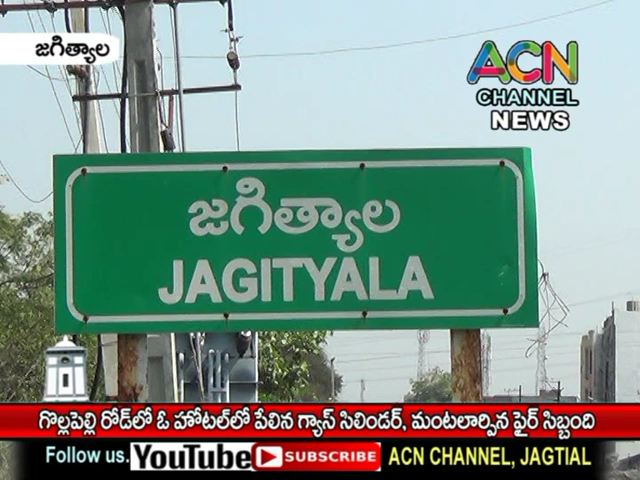 జగిత్యాల
ACN
CHANNEL
NEWS
జగిత్యాల
JAGITYALA
గొల్లపెల్లి రోడ్‌లో ఓ హోటల్‌లో పేలిన గ్యాస్ సిలిండర్, మంటలార్పిన ఫైర్ సిబ్బంది
Follow us. YouTube SUBSCRIBE ACN CHANNEL, JAGTIAL